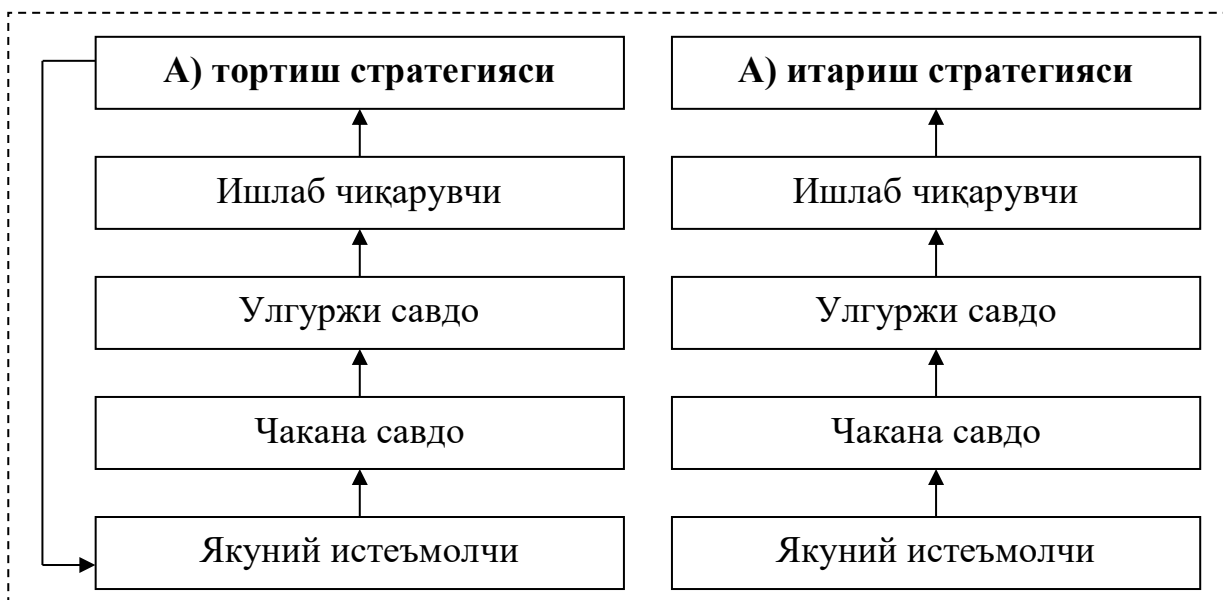 А) тортиш стратегияси
Ишлаб чиқарувчи
Улгуржи савдо
Чакана савдо
Якуний истеъмолчи
А) итариш стратегияси
Ишлаб чиқарувчи
Улгуржи савдо
Чакана савдо
Якуний истеъмолчи